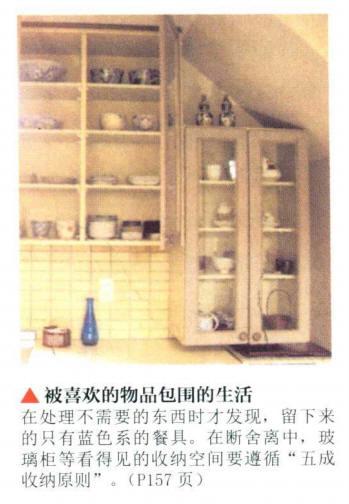 ▲ 被喜欢的物品包围的生活
在处理不需要的东西时才发现，留下来
的只有蓝色系的餐具。在断舍离中，玻
璃柜等看得见的收纳空间要遵循“五成
收纳原则”。(P157 页)